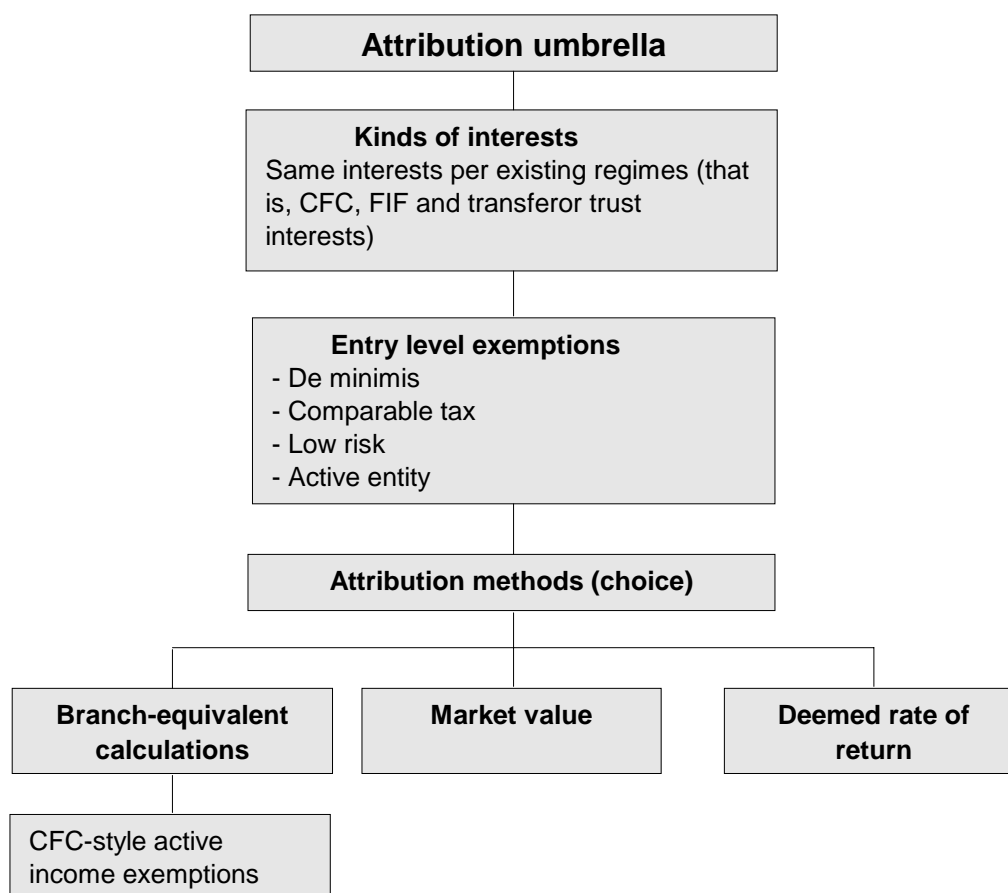 Attribution umbrella
Kinds of interests
Same interests per existing regimes (that
is, CFC, FIF and transferor trust
interests)
Entry level exemptions
- De minimis
- Comparable tax
- Low risk
- Active entity
Attribution methods (choice)
Branch-equivalent
calculations
Market value
Deemed rate of
return
CFC-style active
income exemptions